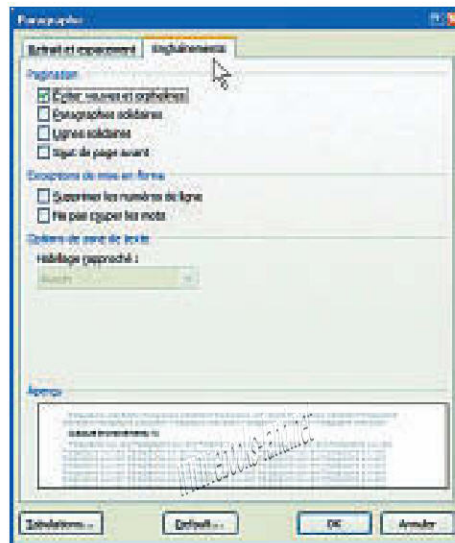 Paragraphe
Retrait et espacement Enchaînements
Pagination
Éviter veuves et orphelines
Paragraphes solidaires
Lignes solidaires
Saut de page avant
Exceptions de mise en forme
Supprimer les numéros de ligne
Ne pas couper les mots
Options de zone de texte
Habillage rapproché :
Aucun
Aperçu
Tabulations... Default... OK Annuler